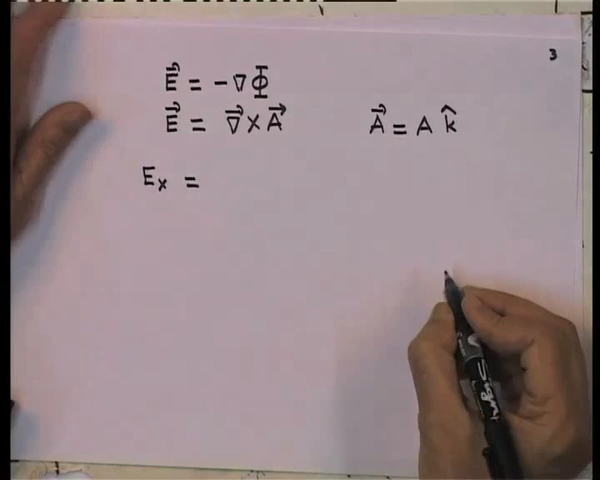 3
E⃗ = -∇Φ
E⃗ = ∇⃗ × A⃗ A⃗ = A k̂
Eₓ =